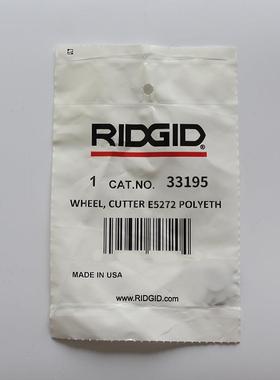 RIDGID®
1 CAT.NO. 33195
WHEEL, CUTTER E5272 POLYETH
MADE IN USA
www.RIDGID.com